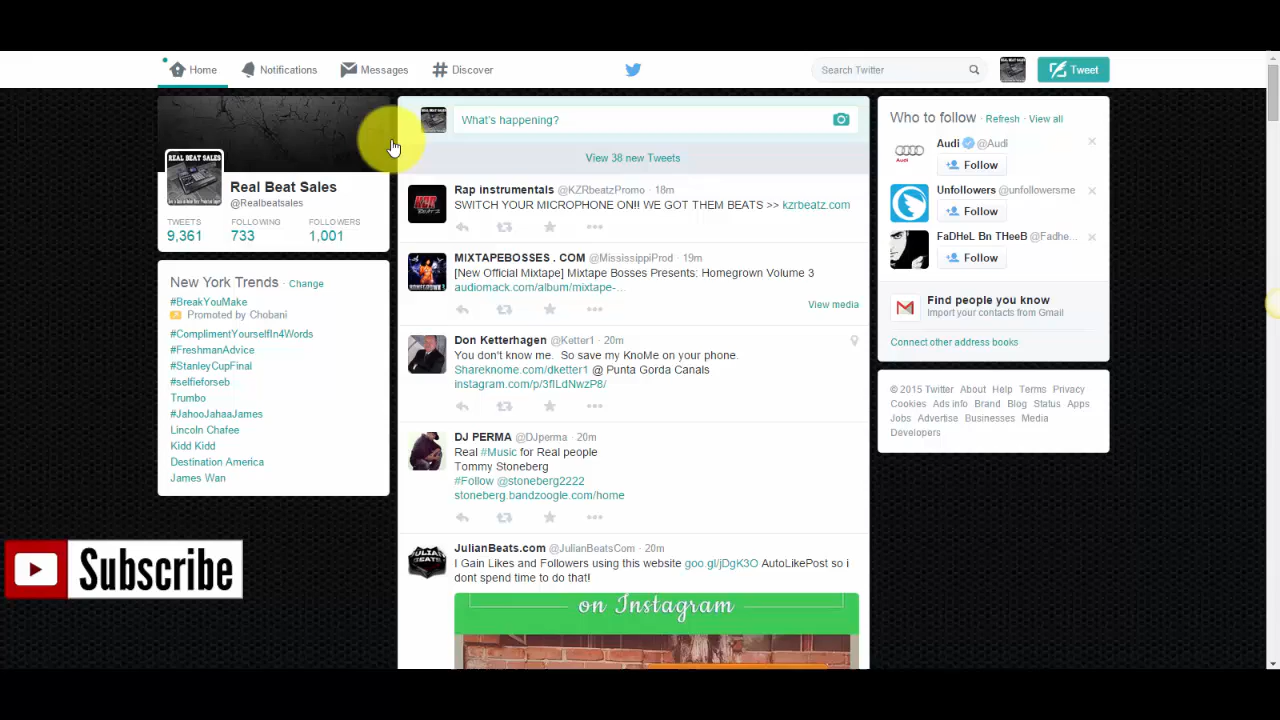 Home
Notifications
Messages
Discover
Search Twitter
Tweet
REAL BEAT SALES
Real Beat Sales
@Realbeatsales
TWEETS FOLLOWING FOLLOWERS
9,361 733 1,001
New York Trends · Change
#BreakYouMake
Promoted by Chobani
#ComplimentYourselfIn4Words
#FreshmanAdvice
#StanleyCupFinal
#selfieforseb
Trumbo
#JahooJahaaJames
Lincoln Chafee
Kidd Kidd
Destination America
James Wan
Subscribe
What's happening?
View 38 new Tweets
Rap instrumentals @KZRbeatzPromo · 18m
SWITCH YOUR MICROPHONE ON!! WE GOT THEM BEATS >> kzrbeatz.com
MIXTAPEBOSSES . COM @MississippiProd · 19m
[New Official Mixtape] Mixtape Bosses Presents: Homegrown Volume 3
audiomack.com/album/mixtape-...
View media
Don Ketterhagen @Ketter1 · 20m
You don't know me. So save my KnoMe on your phone.
Shareknome.com/dketter1 @ Punta Gorda Canals
instagram.com/p/3fILdNwzP8/
DJ PERMA @DJperma · 20m
Real #Music for Real people
Tommy Stoneberg
#Follow @stoneberg2222
stoneberg.bandzoogle.com/home
JulianBeats.com @JulianBeatsCom · 20m
I Gain Likes and Followers using this website goo.gl/jDgK3O AutoLikePost so i
dont spend time to do that!
on Instagram
Who to follow · Refresh · View all
Audi @Audi
Audi
Follow
Unfollowers @unfollowersme
Follow
FaDHeL Bn THeeB @Fadhe...
Follow
Find people you know
Import your contacts from Gmail
Connect other address books
© 2015 Twitter About Help Terms Privacy
Cookies Ads info Brand Blog Status Apps
Jobs Advertise Businesses Media
Developers